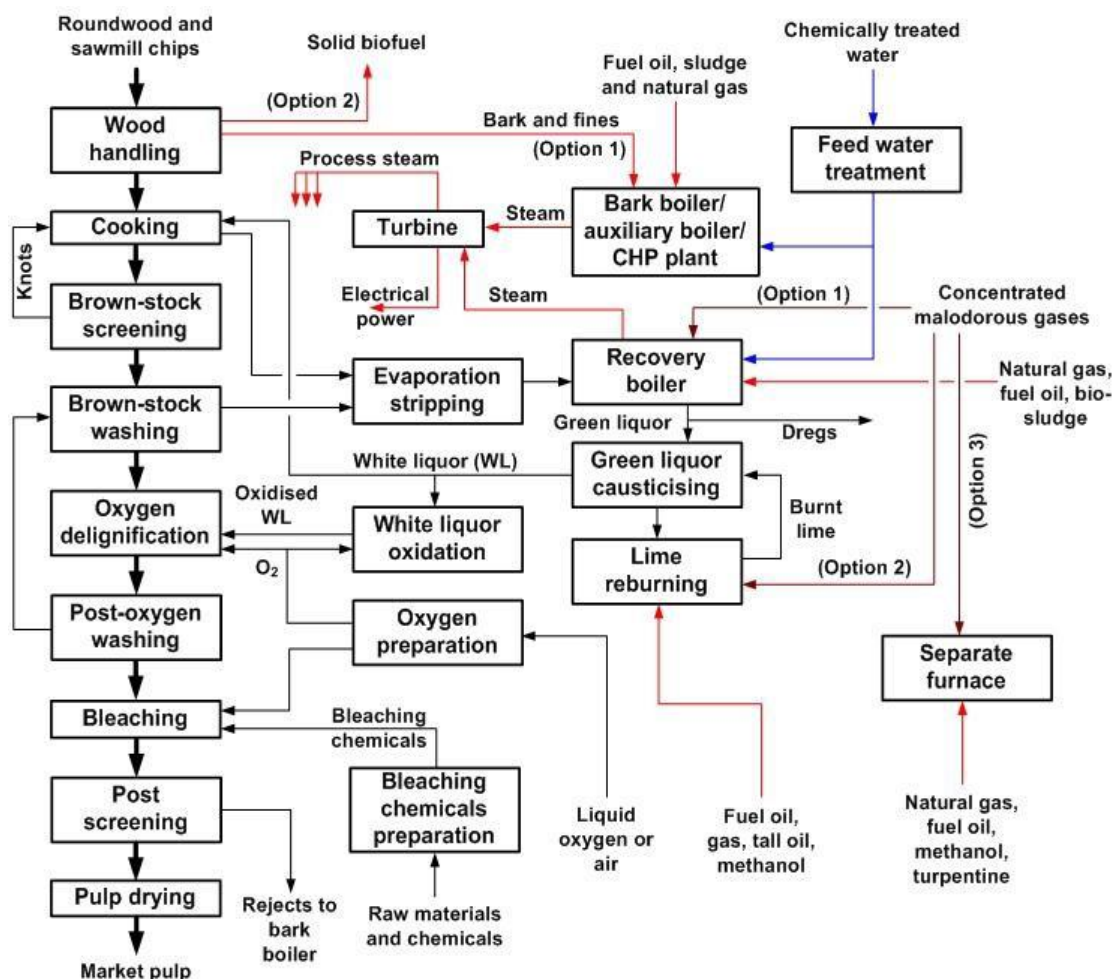 Roundwood and
sawmill chips
Solid biofuel
(Option 2)
Fuel oil, sludge
and natural gas
Chemically treated
water
Wood
handling
Bark and fines
(Option 1)
Feed water
treatment
Process steam
Cooking
Turbine
Steam
Bark boiler/
auxiliary boiler/
CHP plant
Knots
Brown-stock
screening
Electrical
power
Steam
(Option 1)
Concentrated
malodorous gases
Evaporation
stripping
Recovery
boiler
Natural gas,
fuel oil, bio-
sludge
Brown-stock
washing
Green liquor
Dregs
White liquor (WL)
Green liquor
causticising
(Option 3)
Oxygen
delignification
Oxidised
WL
White liquor
oxidation
Burnt
lime
O2
Lime
reburning
(Option 2)
Post-oxygen
washing
Oxygen
preparation
Separate
furnace
Bleaching
Bleaching
chemicals
Post
screening
Bleaching
chemicals
preparation
Liquid
oxygen or
air
Fuel oil,
gas, tall oil,
methanol
Natural gas,
fuel oil,
methanol,
turpentine
Pulp drying
Rejects to
bark
boiler
Raw materials
and chemicals
Market pulp